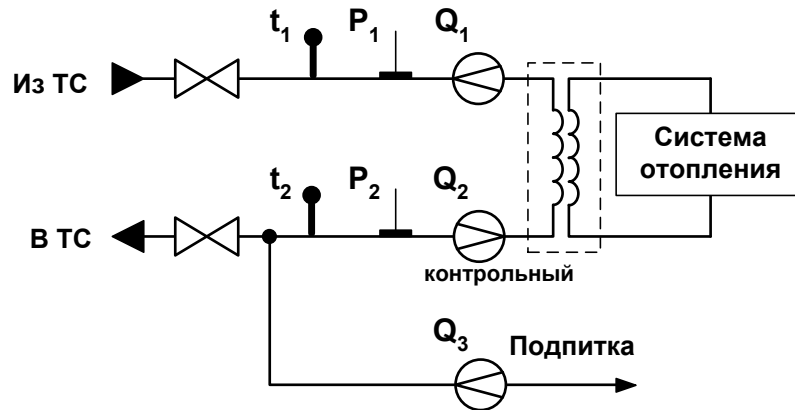 t1 P1 Q1
Из ТС
Система
отопления
t2 P2 Q2
В ТС
контрольный
Q3 Подпитка